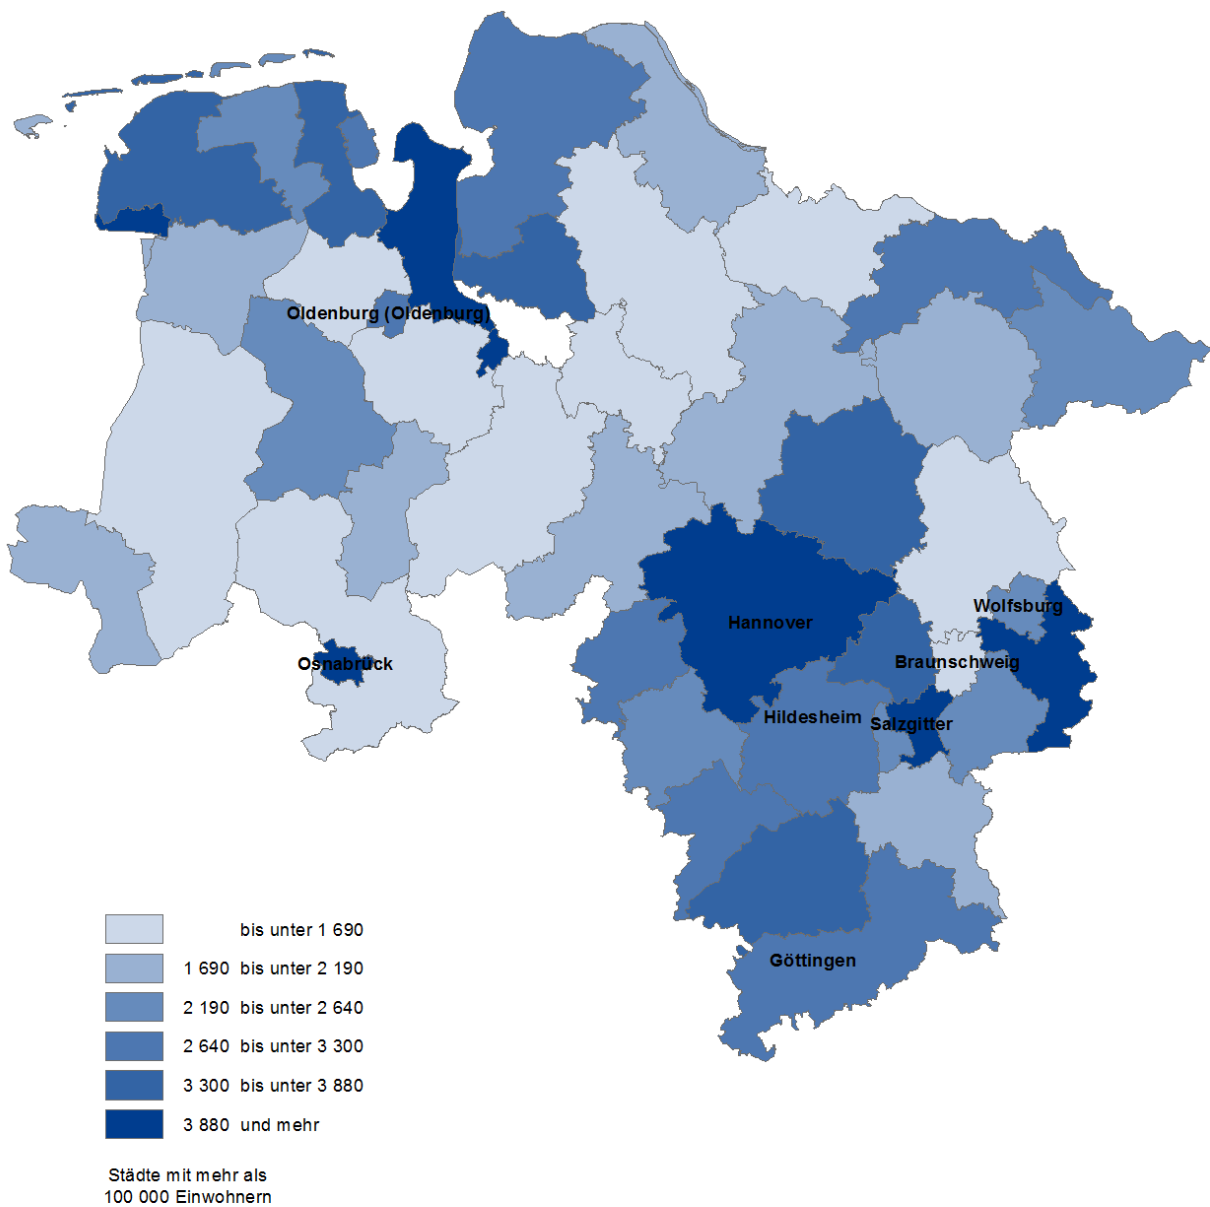 Oldenburg (Oldenburg)
Wolfsburg
Hannover
Osnabrück
Braunschweig
Hildesheim
Salzgitter
Göttingen
bis unter 1 690
1 690 bis unter 2 190
2 190 bis unter 2 640
2 640 bis unter 3 300
3 300 bis unter 3 880
3 880 und mehr
Städte mit mehr als
100 000 Einwohnern